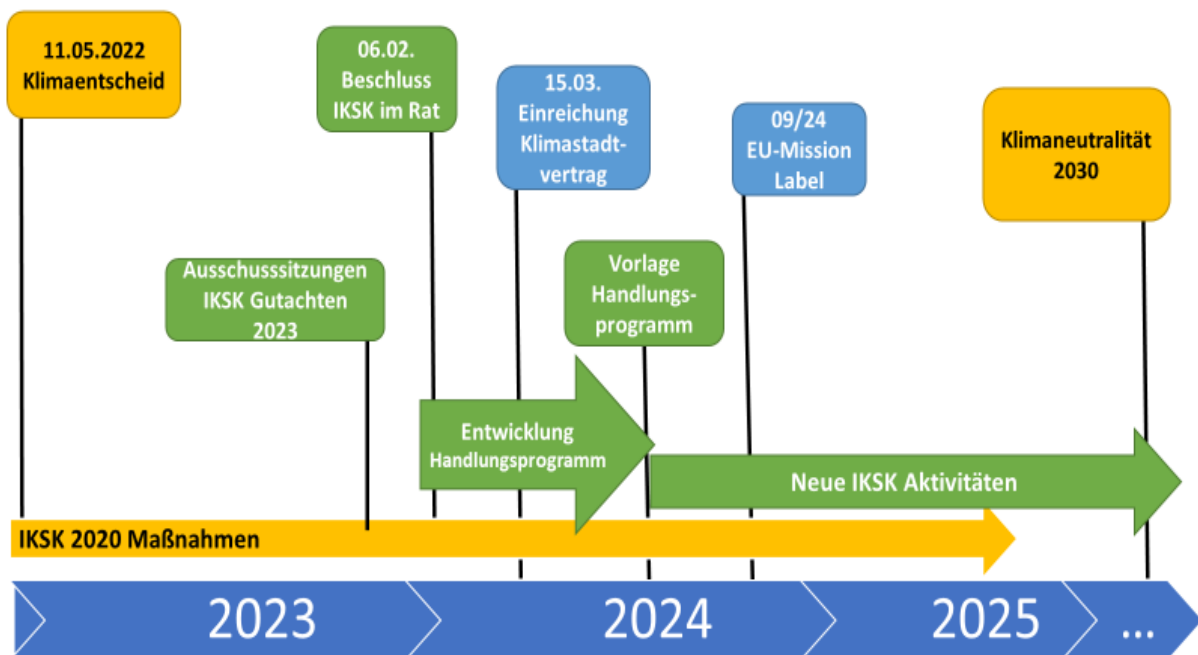 11.05.2022
Klimaentscheid
06.02.
Beschluss
IKSK im Rat
15.03.
Einreichung
Klimastadt-
vertrag
09/24
EU-Mission
Label
Klimaneutralität
2030
Ausschusssitzungen
IKSK Gutachten
2023
Vorlage
Handlungs-
programm
Entwicklung
Handlungsprogramm
Neue IKSK Aktivitäten
IKSK 2020 Maßnahmen
2023
2024
2025
...